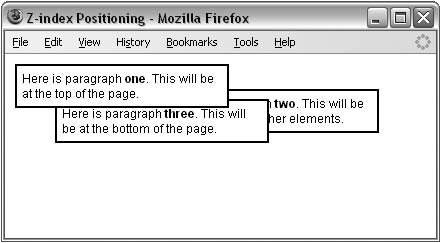 Z-index Positioning - Mozilla Firefox
File Edit View History Bookmarks Tools Help
Here is paragraph one. This will be
at the top of the page.
two. This will be
elements.
Here is paragraph three. This will
be at the bottom of the page.